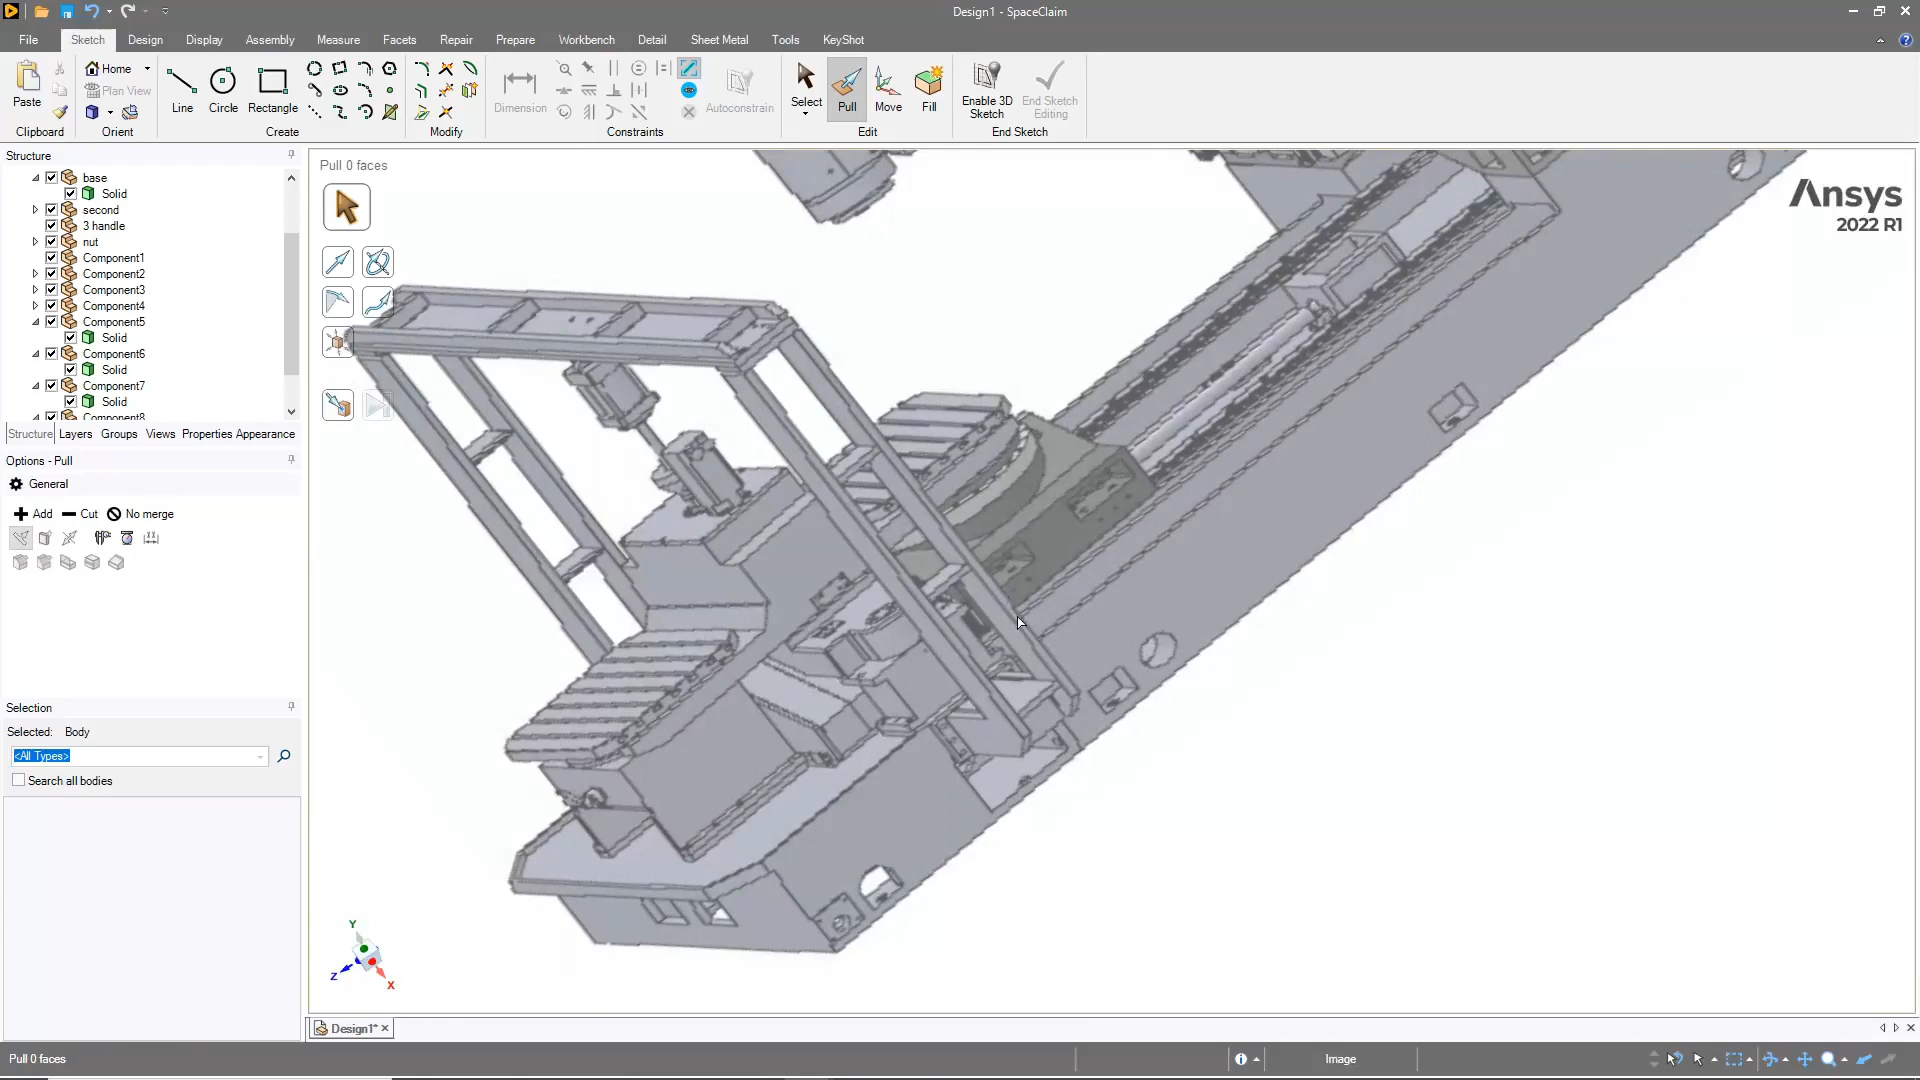 Design1 - SpaceClaim
File Sketch Design Display Assembly Measure Facets Repair Prepare Workbench Detail Sheet Metal Tools KeyShot
Paste
Home
Plan View
Line Circle Rectangle
Dimension
Autoconstrain
Select Pull Move Fill
Enable 3D Sketch
End Sketch Editing
Clipboard Orient Create Modify Constraints Edit End Sketch
Structure
base
Solid
second
3 handle
nut
Component1
Component2
Component3
Component4
Component5
Solid
Component6
Solid
Component7
Solid
Component8
Structure Layers Groups Views Properties Appearance
Options - Pull
General
Add Cut No merge
Selection
Selected: Body
<All Types>
Search all bodies
Pull 0 faces
Ansys
2022 R1
Y
Z
X
Design1*
Pull 0 faces
Image